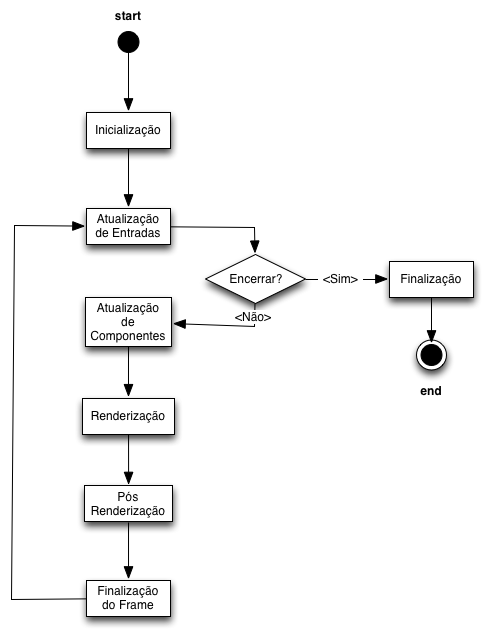 start
Inicialização
Atualização
de Entradas
Encerrar?
<Sim>
Finalização
<Não>
Atualização
de
Componentes
end
Renderização
Pós
Renderização
Finalização
do Frame